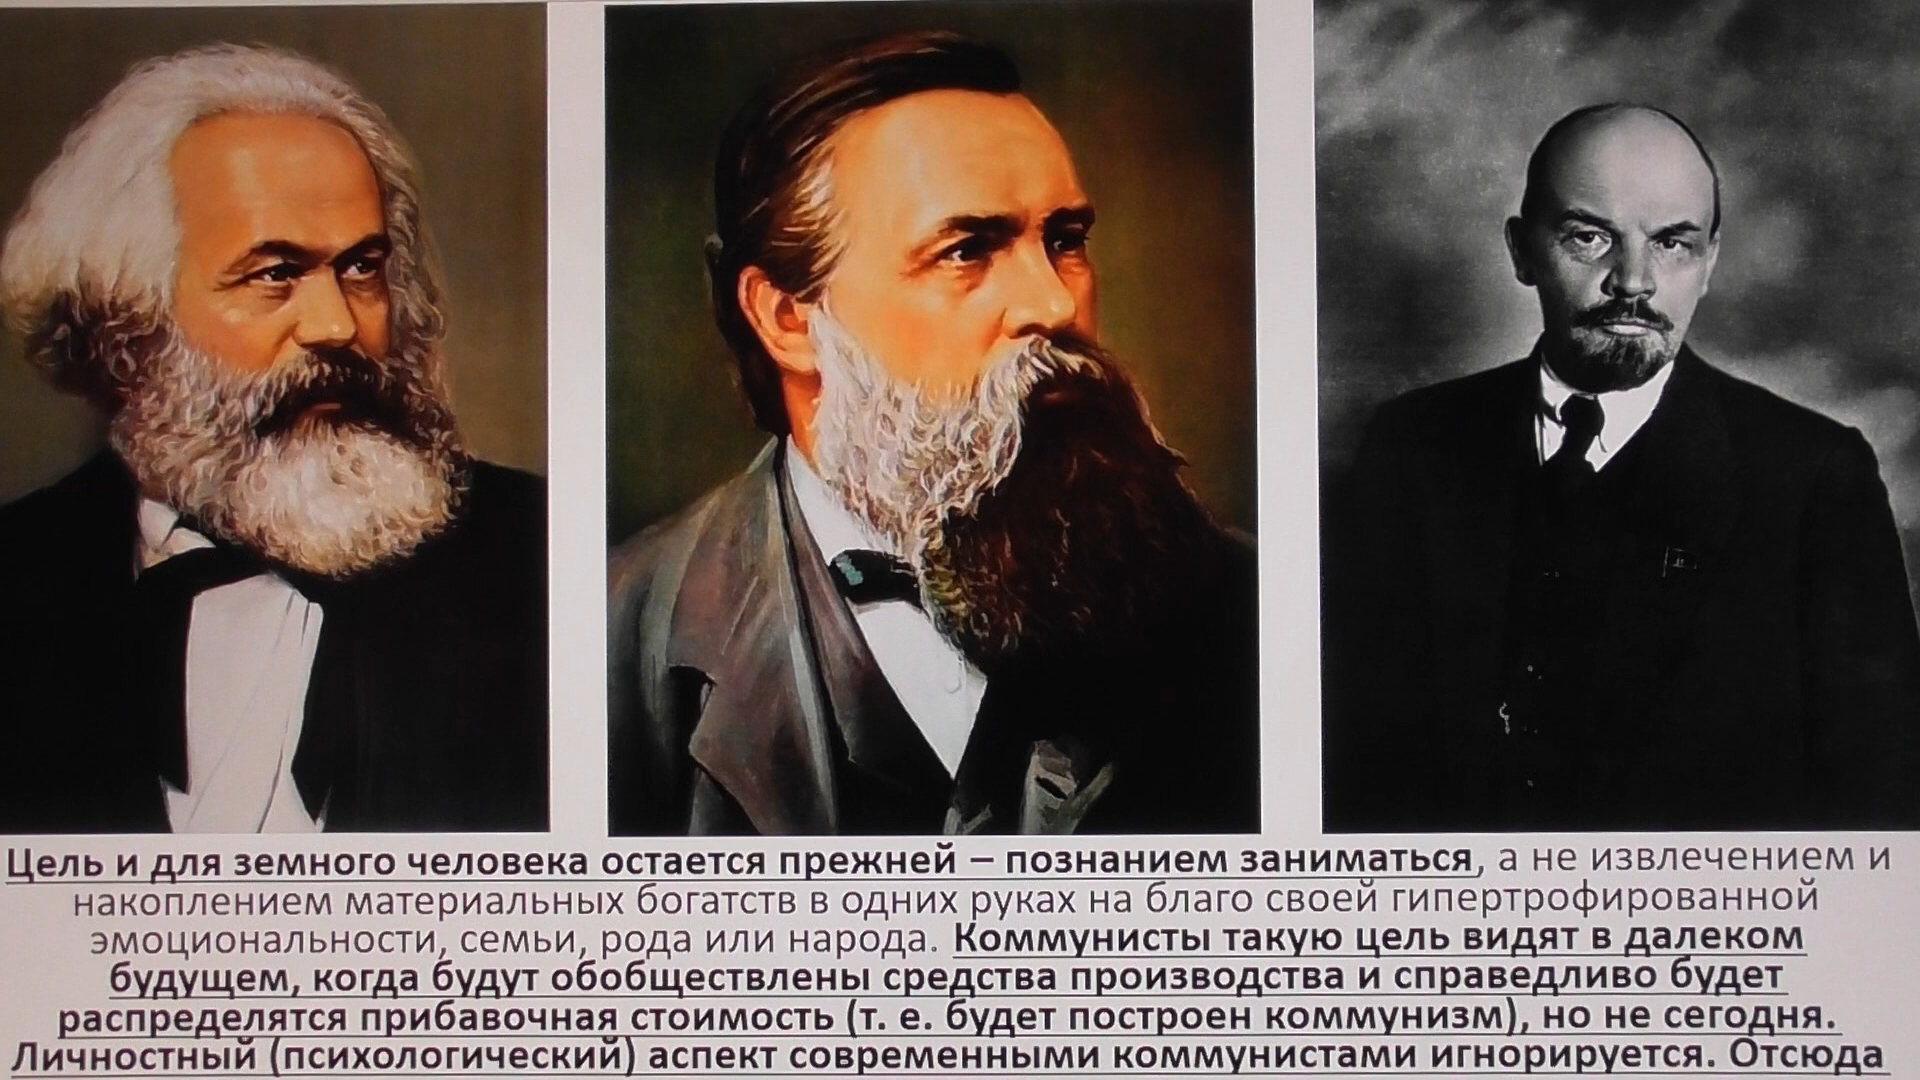 Цель и для земного человека остается прежней – познанием заниматься, а не извлечением и
накоплением материальных богатств в одних руках на благо своей гипертрофированной
эмоциональности, семьи, рода или народа. Коммунисты такую цель видят в далеком
будущем, когда будут обобществлены средства производства и справедливо будет
распределятся прибавочная стоимость (т. е. будет построен коммунизм), но не сегодня.
Личностный (психологический) аспект современными коммунистами игнорируется. Отсюда